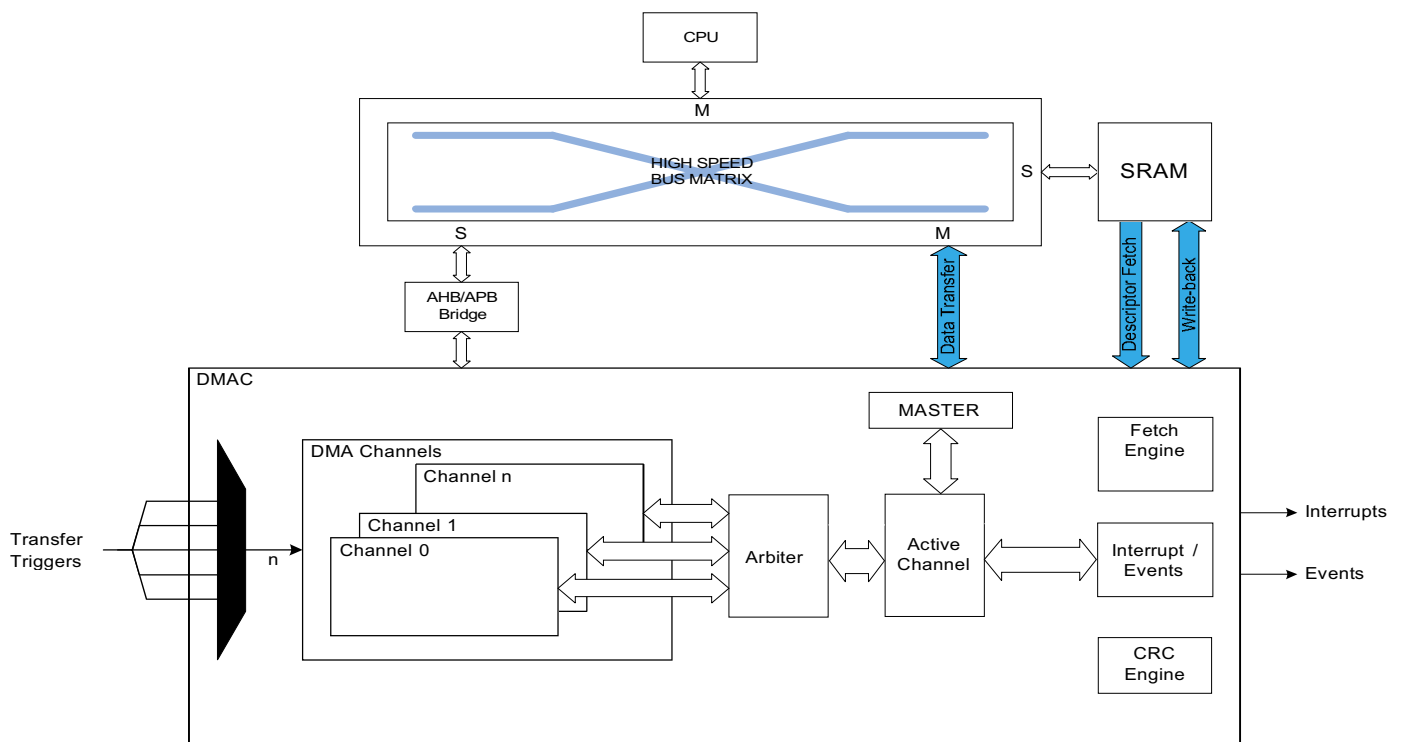 CPU
M
HIGH SPEED
BUS MATRIX
S
SRAM
S
M
AHB/APB
Bridge
Data Transfer
Descriptor Fetch
Write-back
DMAC
MASTER
DMA Channels
Channel n
Channel 1
Channel 0
Fetch
Engine
Transfer
Triggers
n
Arbiter
Active
Channel
Interrupt /
Events
Interrupts
Events
CRC
Engine